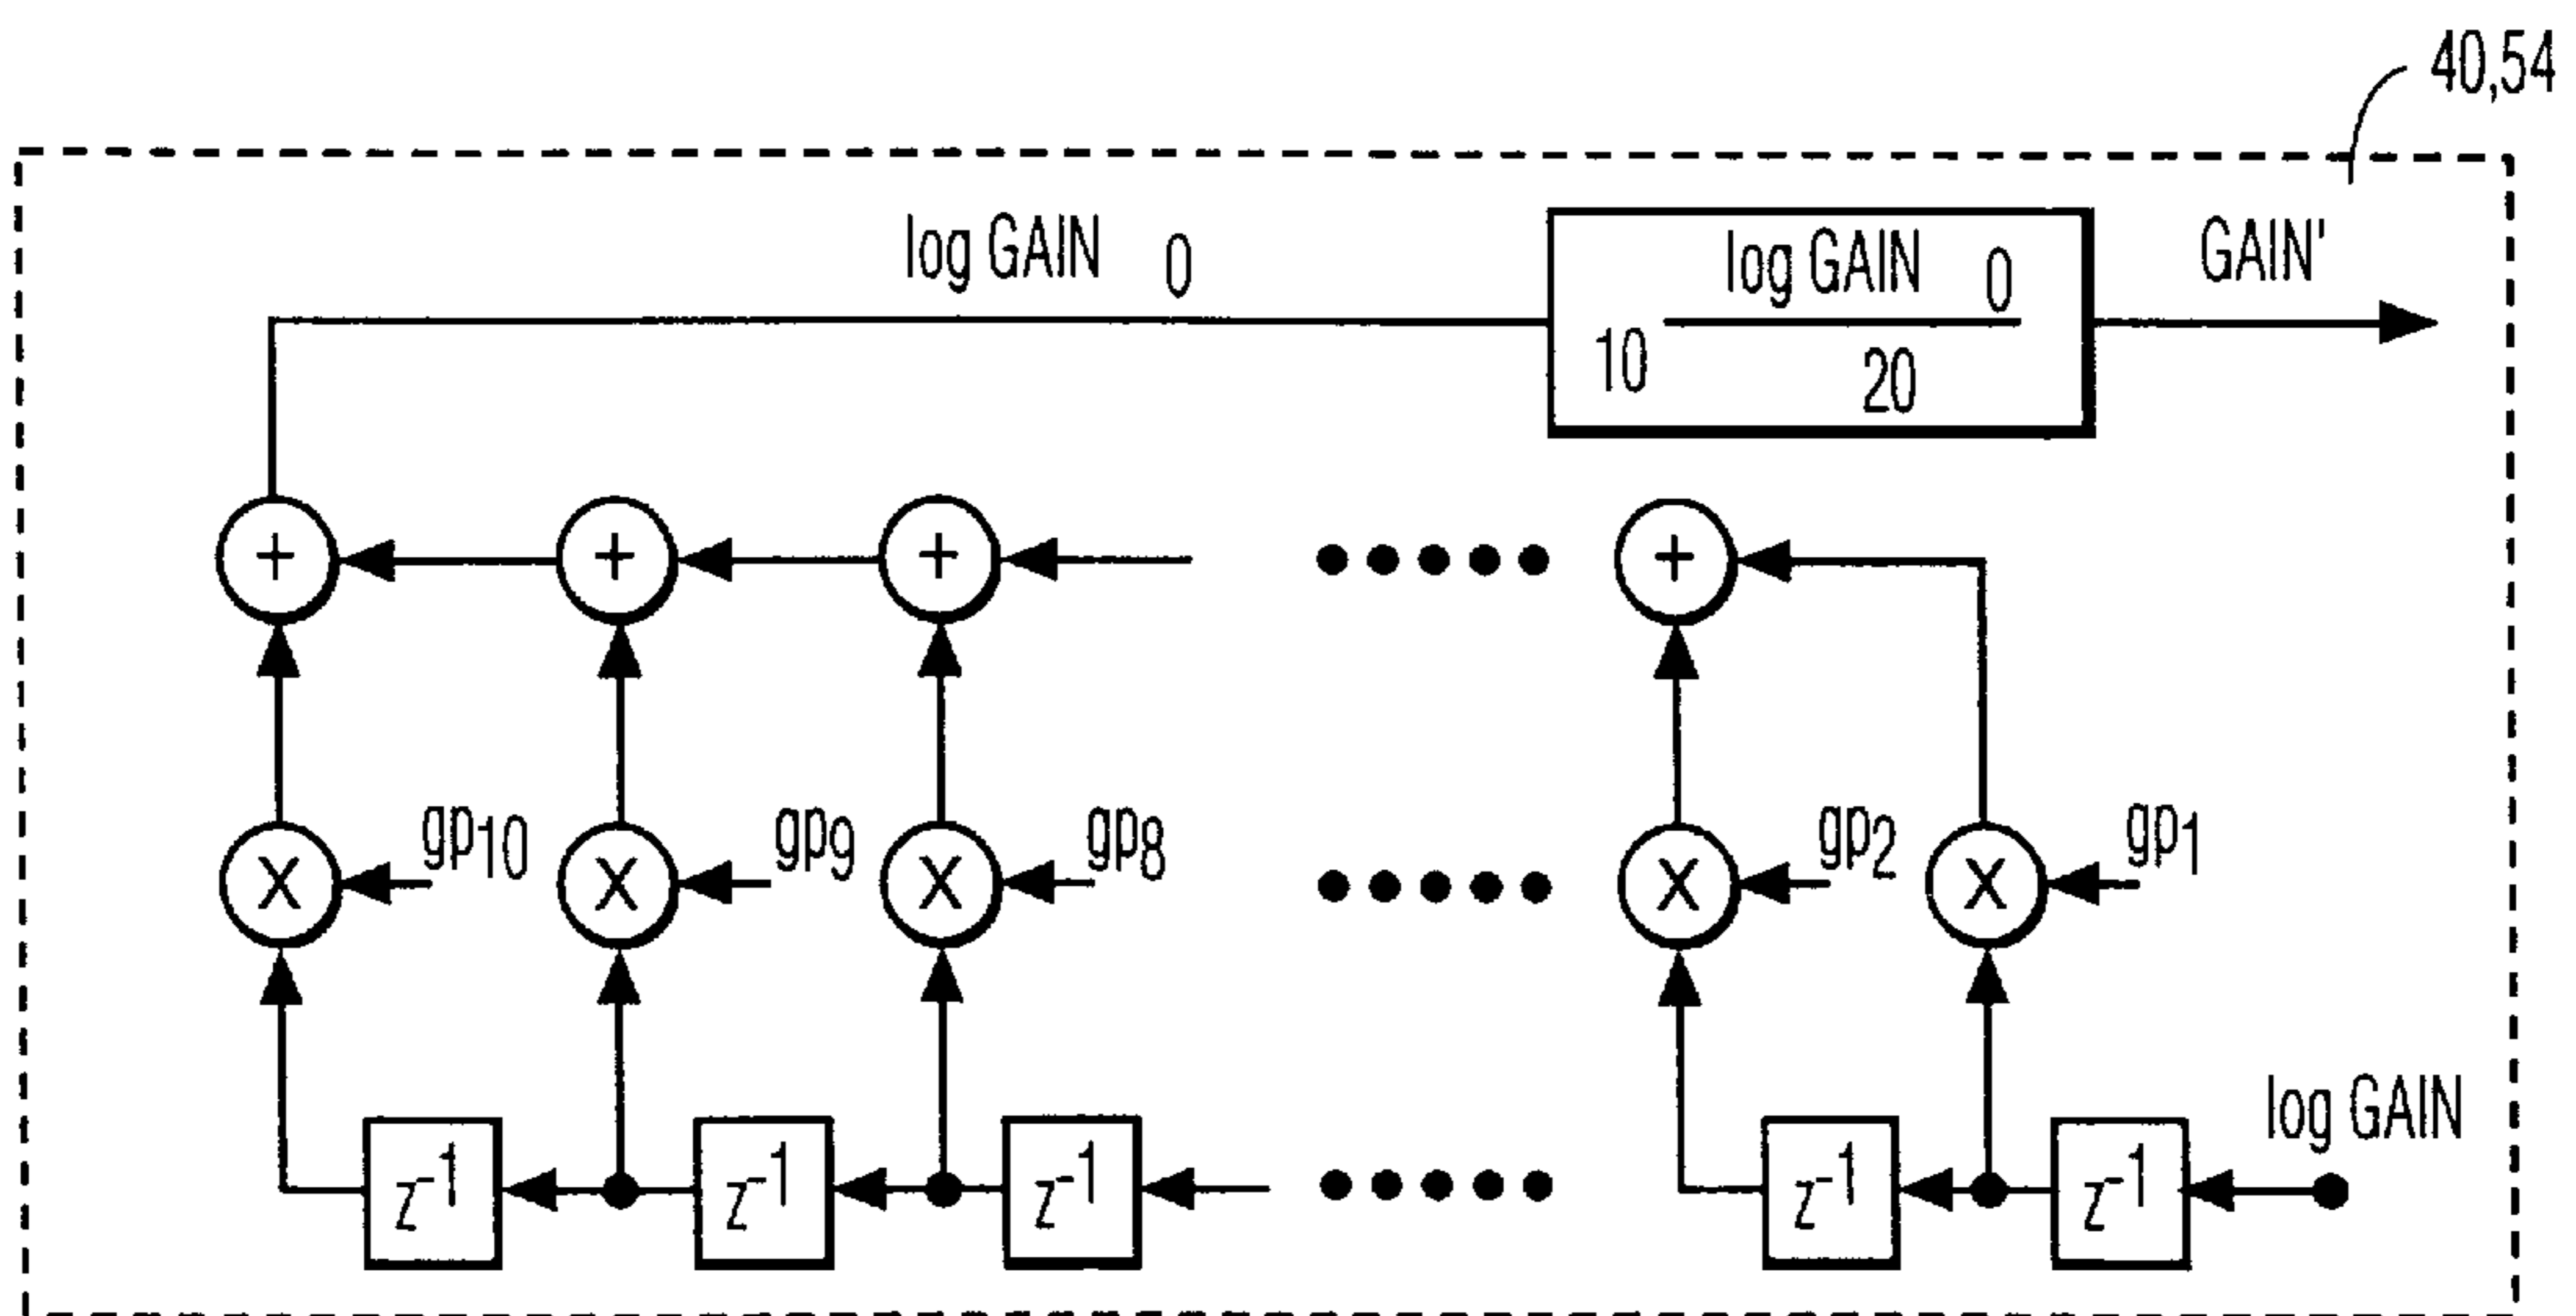 40,54
log GAIN 0
log GAIN 0
10
20
GAIN'
+ + + +
gp10 gp9 gp8 gp2 gp1
X X X X X
log GAIN
z-1 z-1 z-1 z-1 z-1